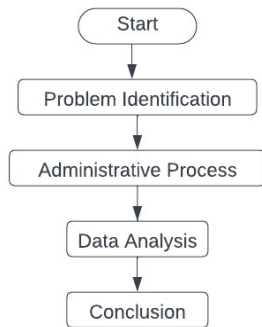 Start
Problem Identification
Administrative Process
Data Analysis
Conclusion